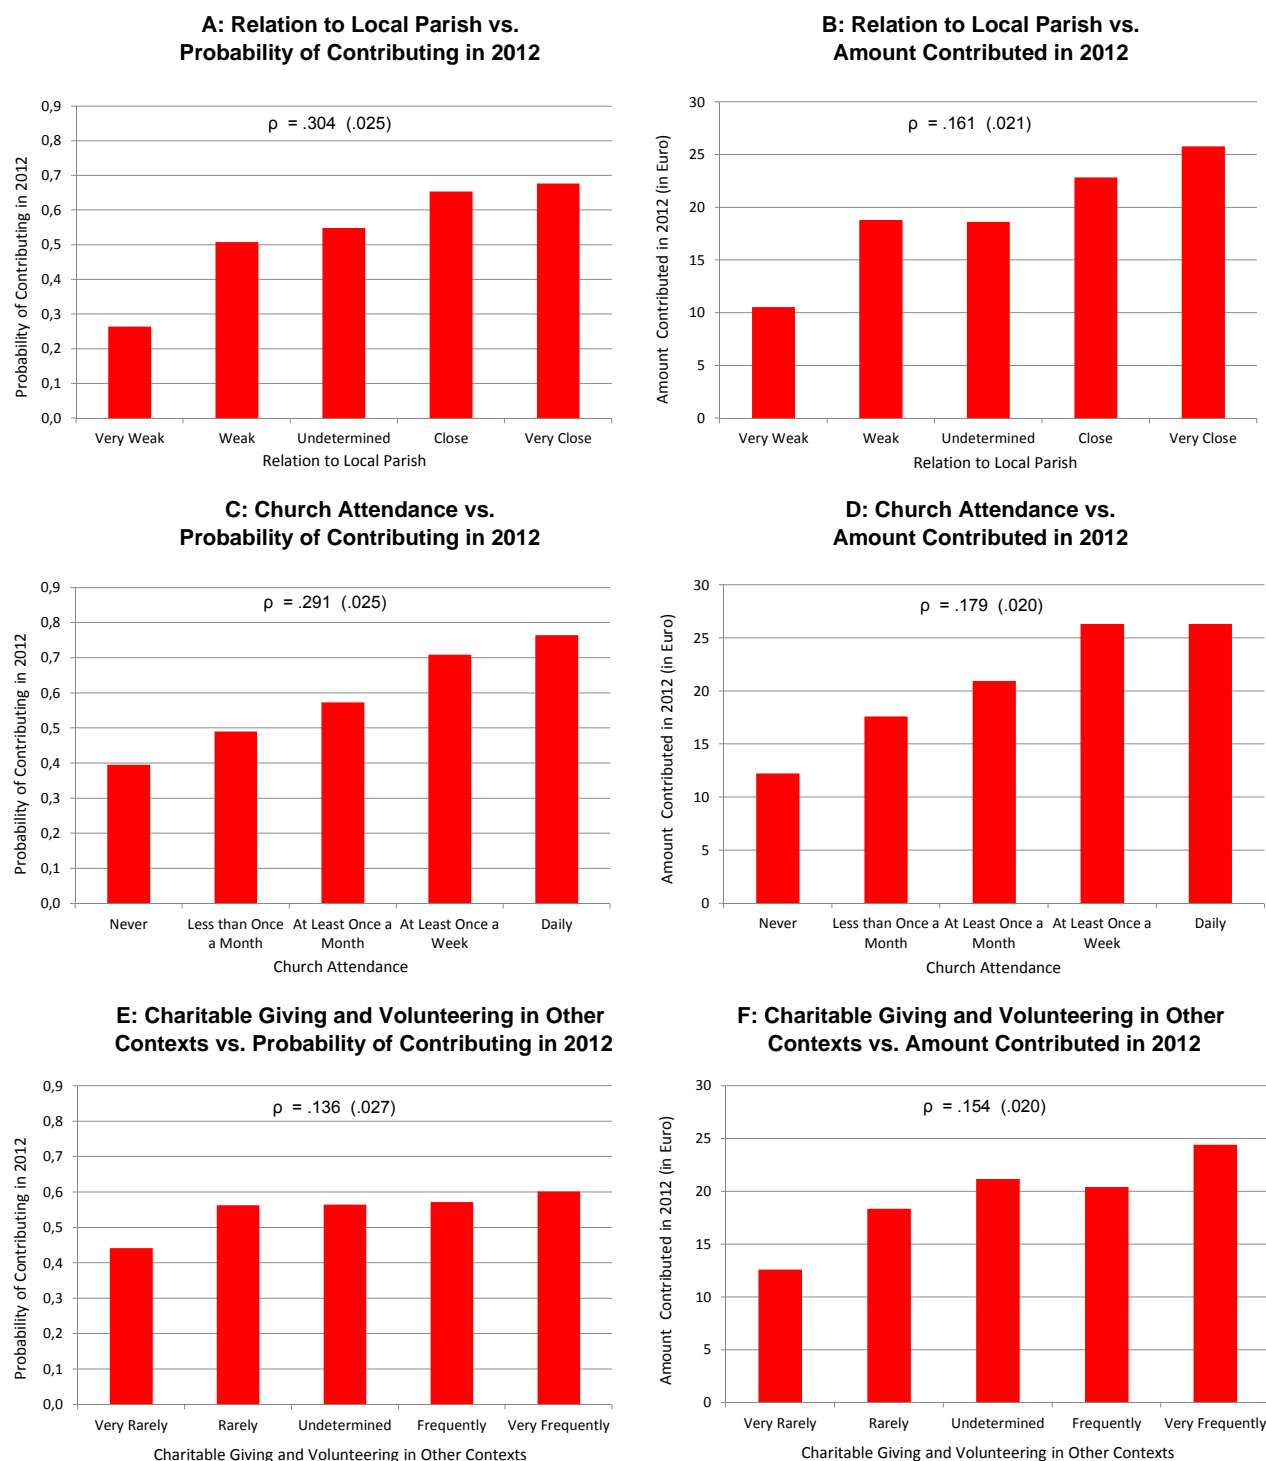 A: Relation to Local Parish vs.
Probability of Contributing in 2012
ρ = .304 (.025)
Probability of Contributing in 2012
0,9
0,8
0,7
0,6
0,5
0,4
0,3
0,2
0,1
0,0
Very Weak Weak Undetermined Close Very Close
Relation to Local Parish
B: Relation to Local Parish vs.
Amount Contributed in 2012
ρ = .161 (.021)
Amount Contributed in 2012 (in Euro)
30
25
20
15
10
5
0
Very Weak Weak Undetermined Close Very Close
Relation to Local Parish
C: Church Attendance vs.
Probability of Contributing in 2012
ρ = .291 (.025)
Probability of Contributing in 2012
0,9
0,8
0,7
0,6
0,5
0,4
0,3
0,2
0,1
0,0
Never Less than Once At Least Once a At Least Once a Daily
a Month Month Week
Church Attendance
D: Church Attendance vs.
Amount Contributed in 2012
ρ = .179 (.020)
Amount Contributed in 2012 (in Euro)
30
25
20
15
10
5
0
Never Less than Once a At Least Once a At Least Once a Daily
Month Month Week
Church Attendance
E: Charitable Giving and Volunteering in Other
Contexts vs. Probability of Contributing in 2012
ρ = .136 (.027)
Probability of Contributing in 2012
0,9
0,8
0,7
0,6
0,5
0,4
0,3
0,2
0,1
0,0
Very Rarely Rarely Undetermined Frequently Very Frequently
Charitable Giving and Volunteering in Other Contexts
F: Charitable Giving and Volunteering in Other
Contexts vs. Amount Contributed in 2012
ρ = .154 (.020)
Amount Contributed in 2012 (in Euro)
30
25
20
15
10
5
0
Very Rarely Rarely Undetermined Frequently Very Frequently
Charitable Giving and Volunteering in Other Contexts